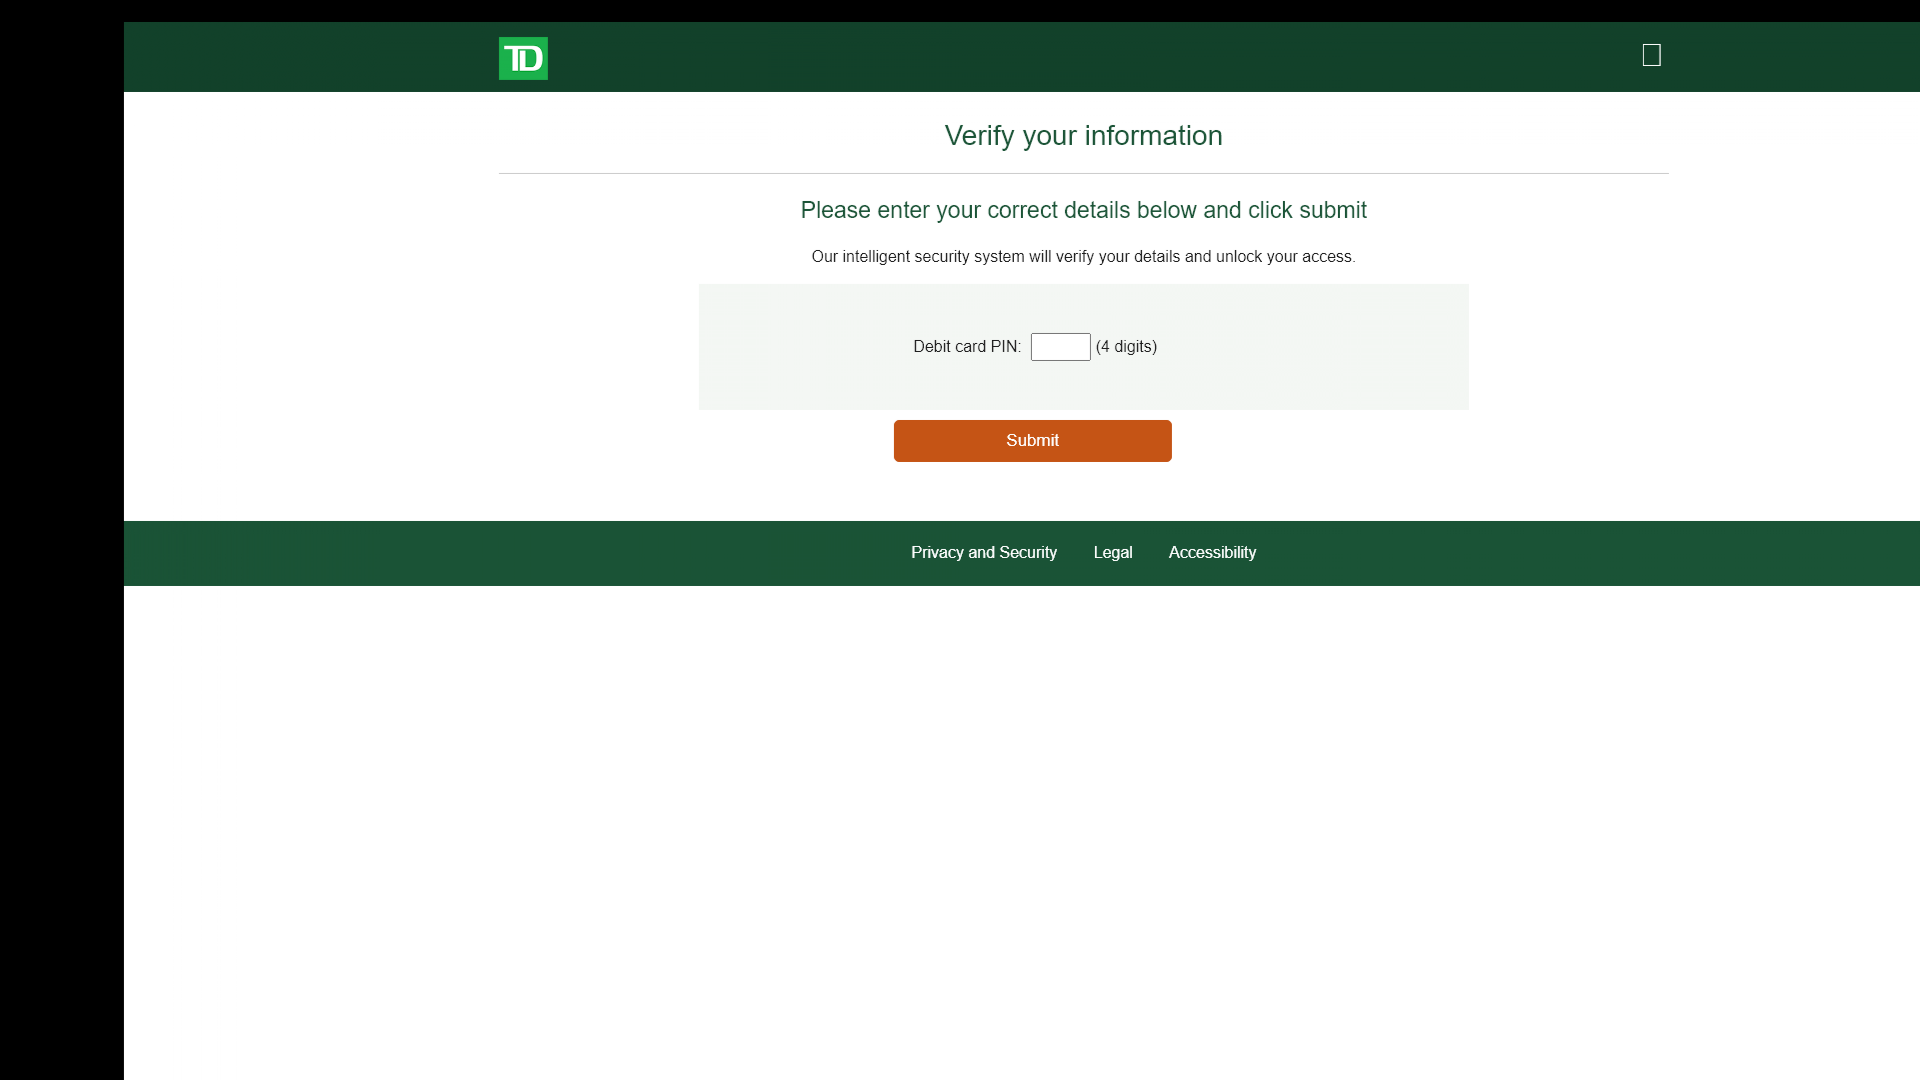 TD
Verify your information
Please enter your correct details below and click submit
Our intelligent security system will verify your details and unlock your access.
Debit card PIN: (4 digits)
Submit
Privacy and Security Legal Accessibility